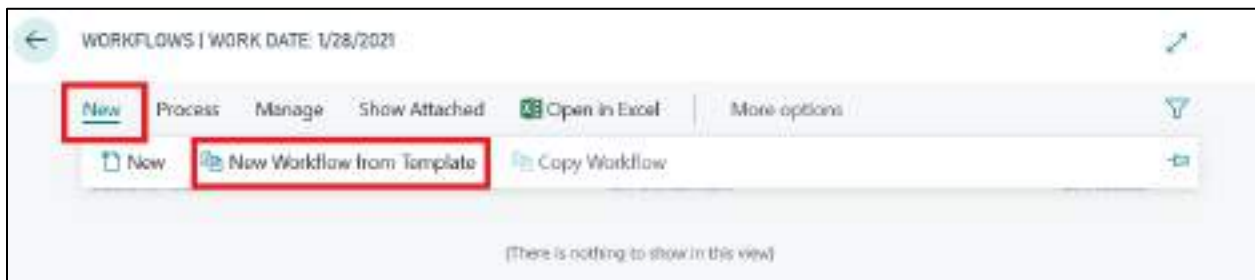 WORKFLOWS | WORK DATE: 1/28/2021
New Process Manage Show Attached Open in Excel More options
New New Workflow from Template Copy Workflow
(There is nothing to show in this view)